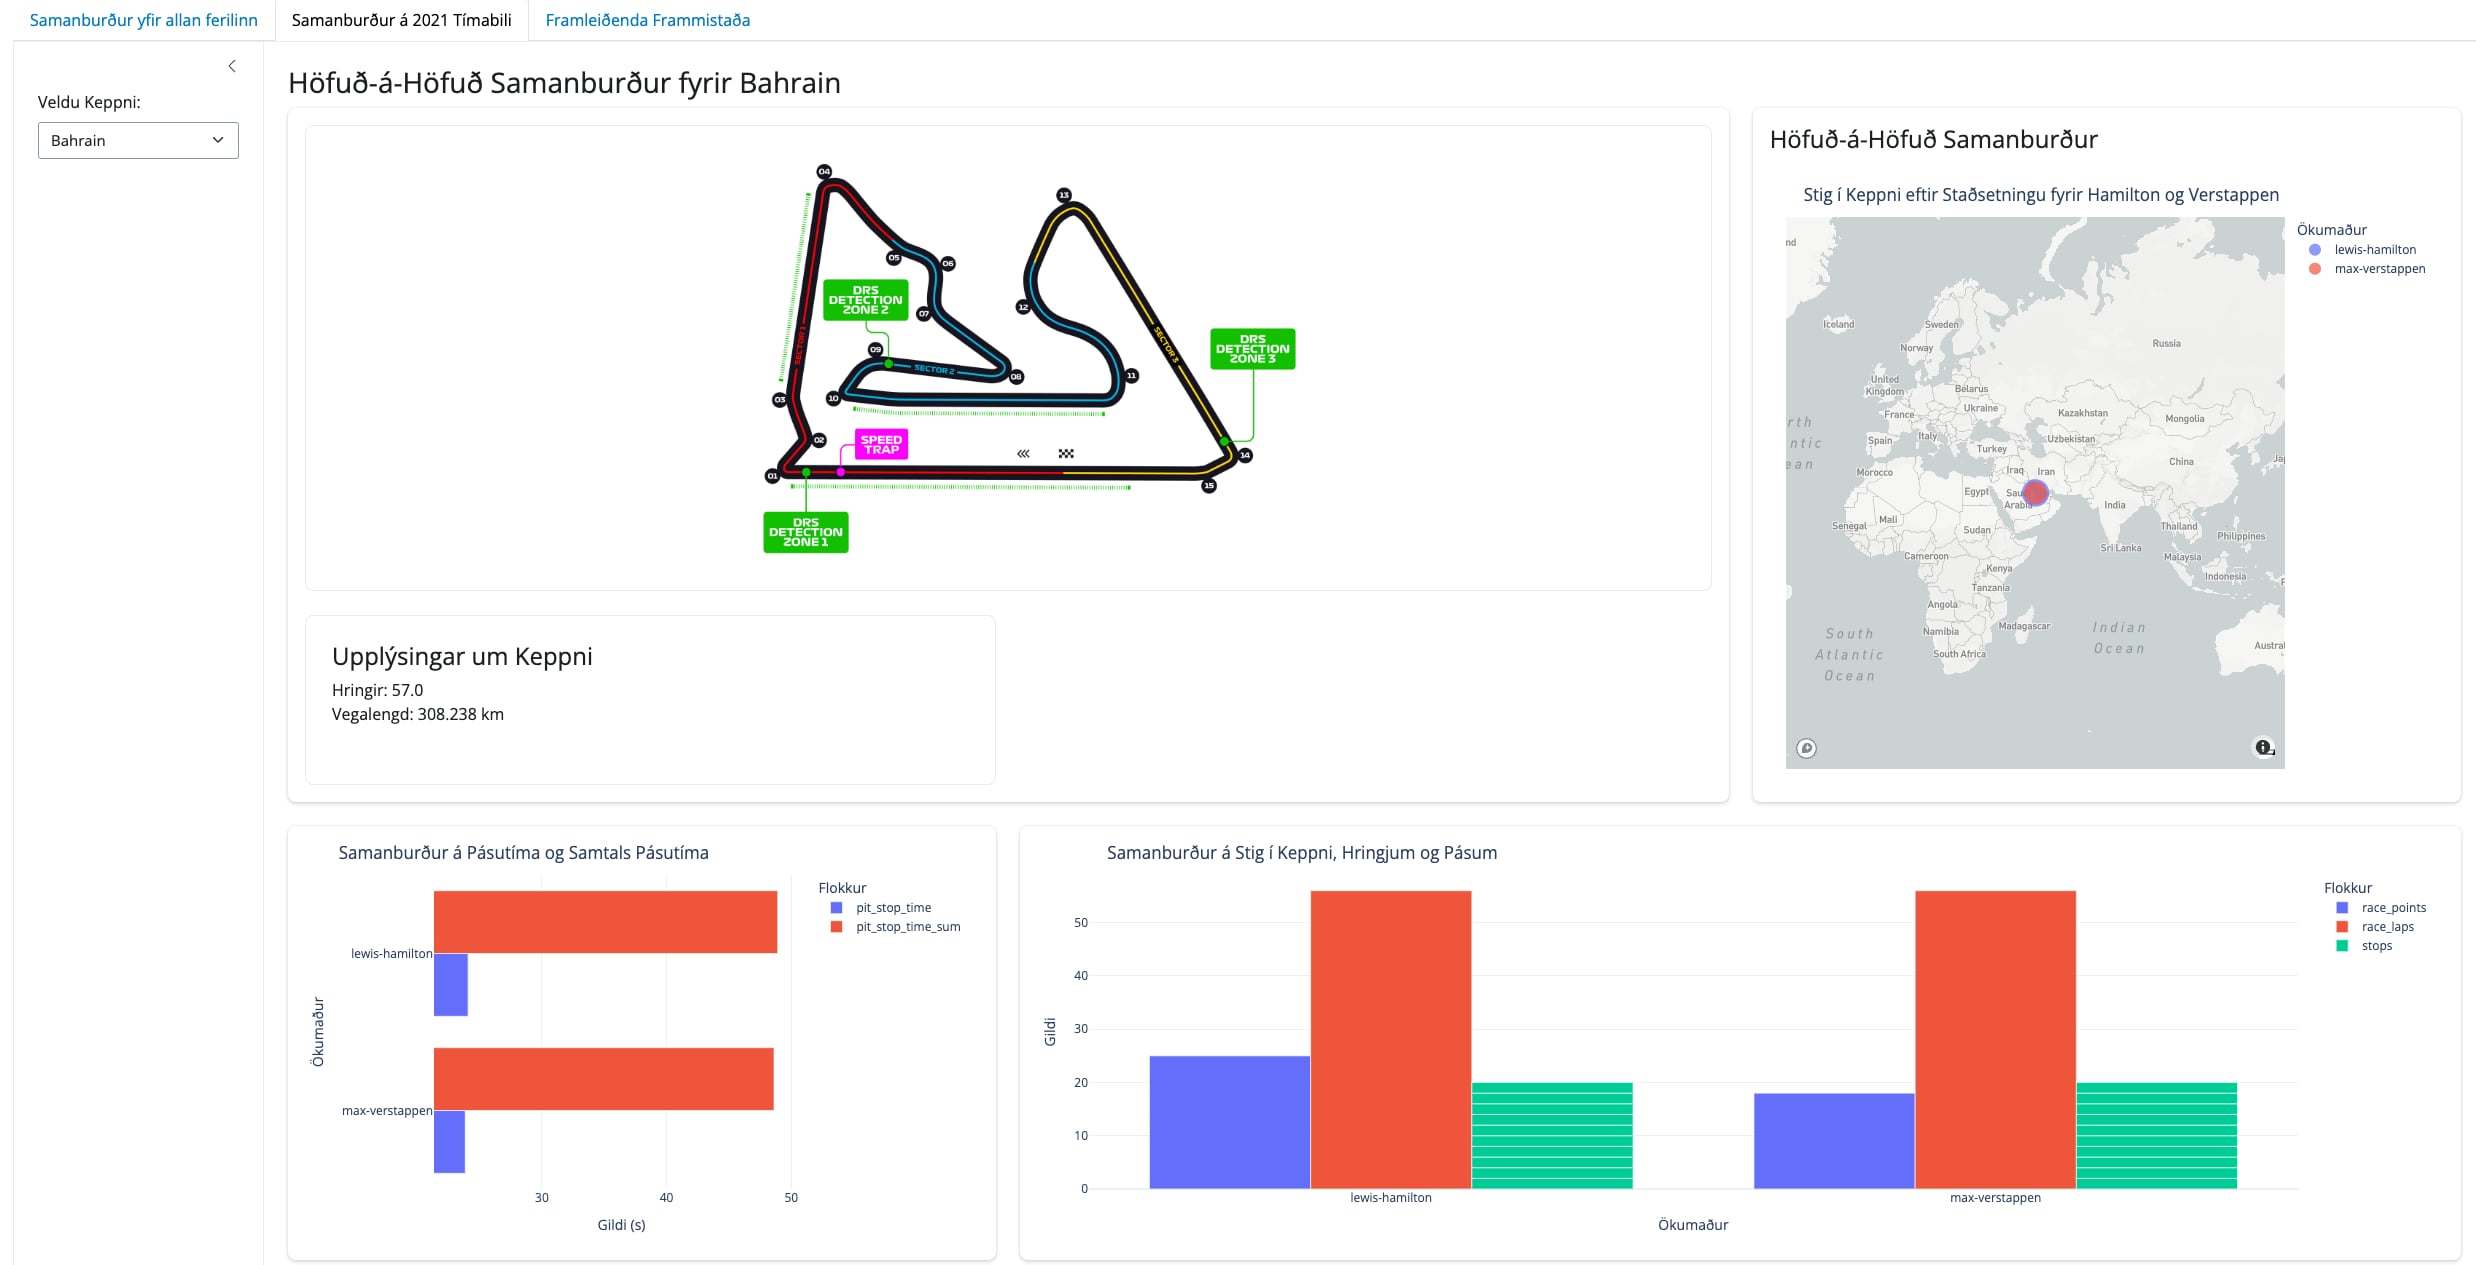 Samanburður yfir allan ferilinn
Samanburður á 2021 Tímabili
Framleiðenda Frammistaða
Veldu Keppni:
Bahrain
Höfuð-á-Höfuð Samanburður fyrir Bahrain
04
13
05
06
DRS
DETECTION
ZONE 2
07
12
SECTOR 1
SECTOR 3
DRS
DETECTION
ZONE 3
09
SECTOR 2
08
11
03
10
02
SPEED
TRAP
14
01
15
DRS
DETECTION
ZONE 1
Upplýsingar um Keppni
Hringir: 57.0
Vegalengd: 308.238 km
Höfuð-á-Höfuð Samanburður
Stig í Keppni eftir Staðsetningu fyrir Hamilton og Verstappen
Ökumaður
lewis-hamilton
max-verstappen
nd
Iceland
Sweden
Norway
Russia
United
Kingdom
Belarus
Ukraine
France
Kazakhstan
Mongolia
rth
ntic
ean
Spain
Italy
Uzbekistan
Turkey
China
Ja
Morocco
Iraq
Iran
Egypt
Sau
Arabia
India
Mali
Senegal
Sudan
Thailand
Philippines
Sri Lanka
Malaysia
Cameroon
Kenya
Indonesia
Tanzania
Angola
Madagascar
Namibia
South Africa
South
Atlantic
Ocean
Indian
Ocean
Austral
Samanburður á Pásutíma og Samtals Pásutíma
Flokkur
pit_stop_time
pit_stop_time_sum
lewis-hamilton
max-verstappen
Ökumaður
30
40
50
Gildi (s)
Samanburður á Stig í Keppni, Hringjum og Pásum
Flokkur
race_points
race_laps
stops
50
40
30
20
10
0
Gildi
lewis-hamilton
max-verstappen
Ökumaður